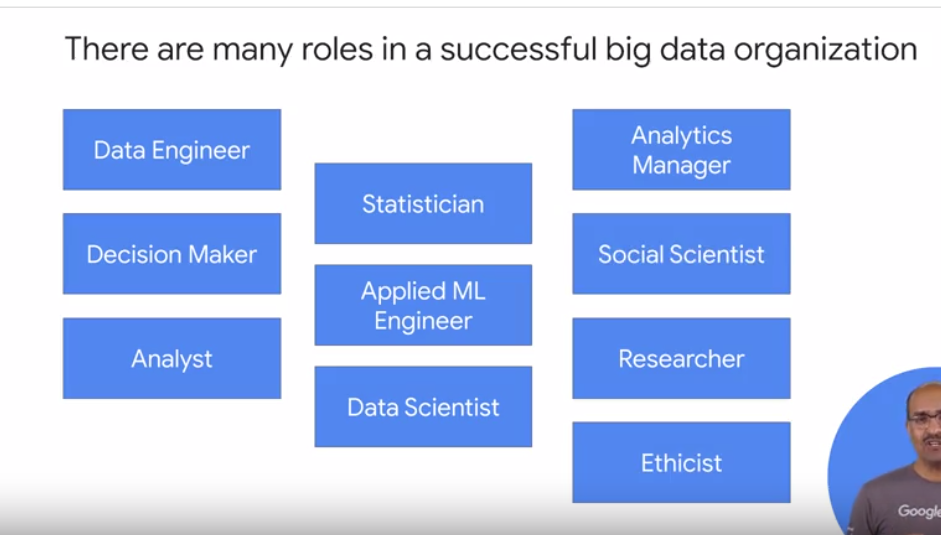 There are many roles in a successful big data organization
Data Engineer
Decision Maker
Analyst
Statistician
Applied ML
Engineer
Data Scientist
Analytics
Manager
Social Scientist
Researcher
Ethicist
Google